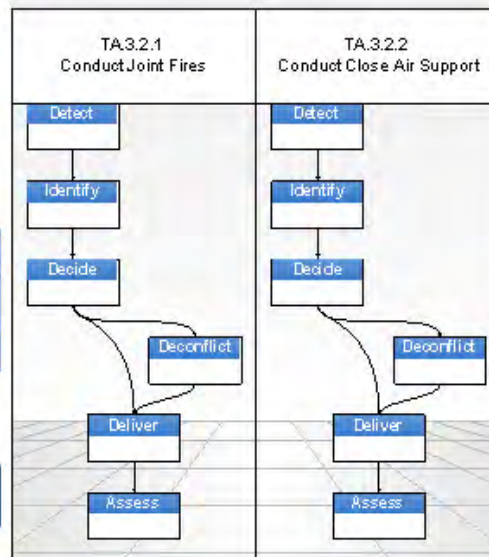 TA.3.2.1
Conduct Joint Fires
Detect
Identify
Decide
Deconflict
Deliver
Assess
TA.3.2.2
Conduct Close Air Support
Detect
Identify
Decide
Deconflict
Deliver
Assess